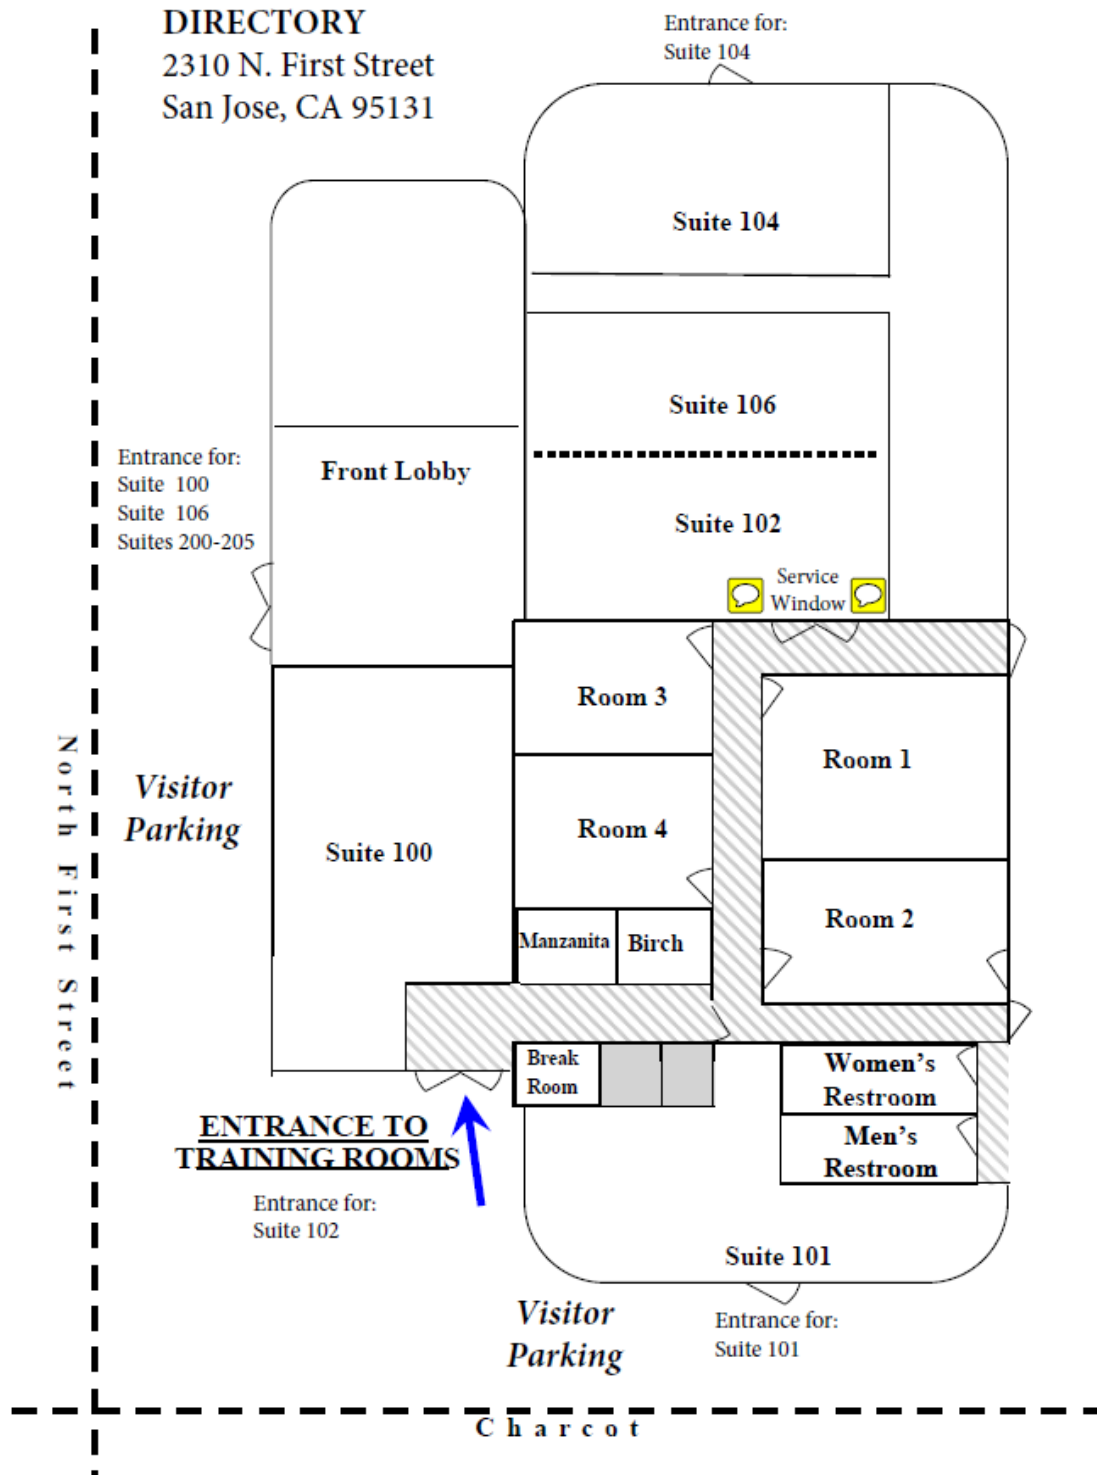 DIRECTORY
2310 N. First Street
San Jose, CA 95131
Entrance for:
Suite 104
Suite 104
Suite 106
Entrance for:
Suite 100
Suite 106
Suites 200-205
Front Lobby
Suite 102
Service
Window
Room 3
Room 1
North First Street
Visitor
Parking
Room 4
Suite 100
Room 2
Manzanita
Birch
Break
Room
Women's
Restroom
Men's
Restroom
ENTRANCE TO
TRAINING ROOMS
Entrance for:
Suite 102
Suite 101
Visitor
Parking
Entrance for:
Suite 101
Charcot